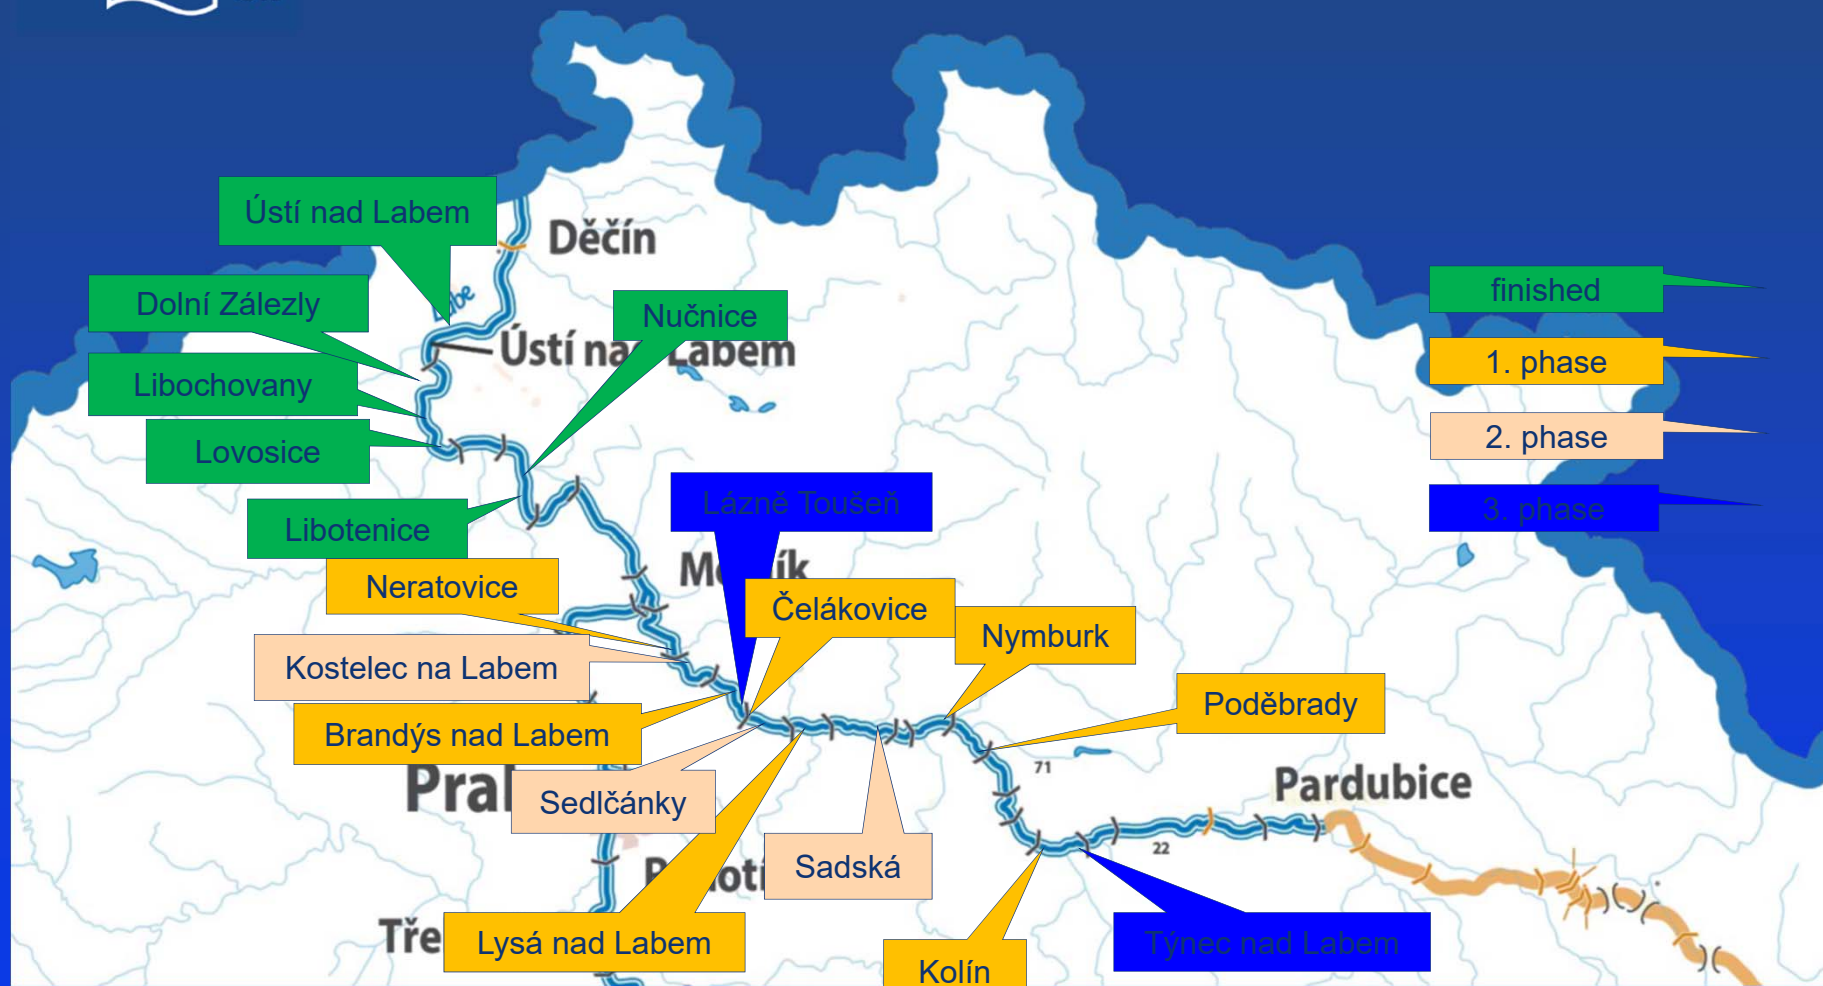 Ústí nad Labem
Děčín
Dolní Zálezly
Labe
Nučnice
finished
Ústí nad Labem
1. phase
Libochovany
Lovosice
2. phase
Lázně Toušeň
3. phase
Libotenice
Neratovice
Čelákovice
Nymburk
Kostelec na Labem
Poděbrady
Brandýs nad Labem
71
Pardubice
Sedlčánky
22
Sadská
Lysá nad Labem
Týnec nad Labem
Kolín